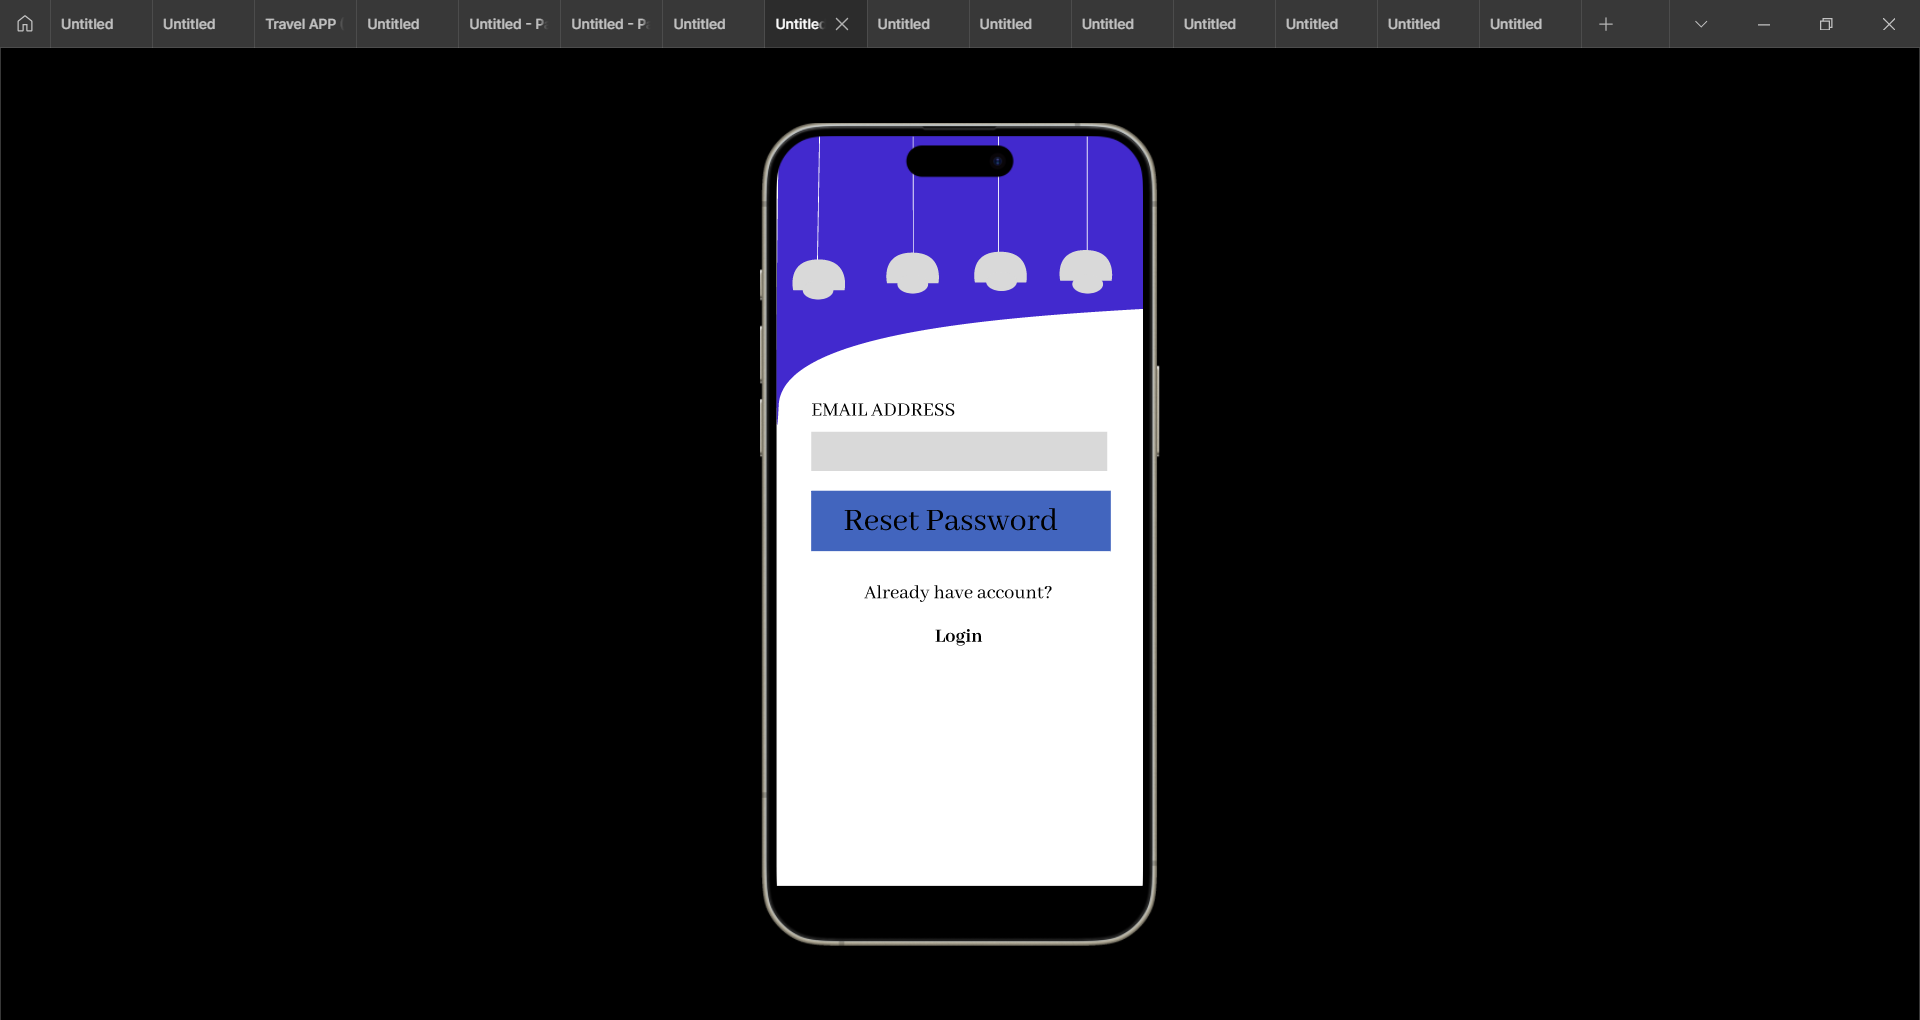 Untitled Untitled Travel APP Untitled Untitled - P Untitled - P Untitled Untitled Untitled Untitled Untitled Untitled Untitled Untitled Untitled
EMAIL ADDRESS
Reset Password
Already have account?
Login